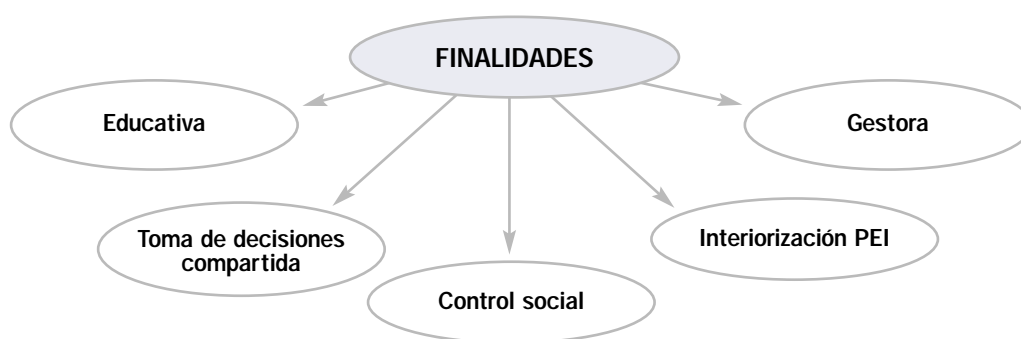 FINALIDADES
Educativa
Gestora
Toma de decisiones
compartida
Interiorización PEI
Control social